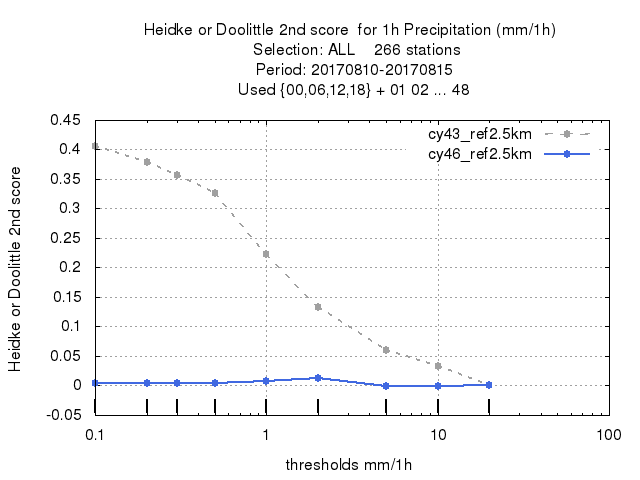 Heidke or Doolittle 2nd score for 1h Precipitation (mm/1h)
Selection: ALL 266 stations
Period: 20170810-20170815
Used {00,06,12,18} + 01 02 ... 48
cy43_ref2.5km
cy46_ref2.5km
0.45
0.4
0.35
0.3
0.25
0.2
0.15
0.1
0.05
0
-0.05
Heidke or Doolittle 2nd score
0.1 1 10 100
thresholds mm/1h